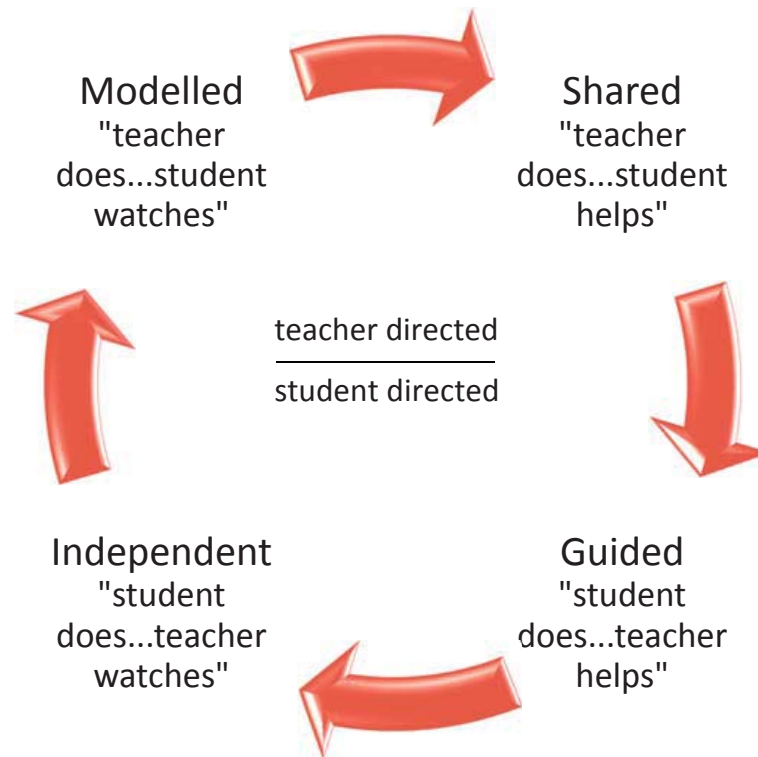 Modelled
"teacher
does...student
watches"
Shared
"teacher
does...student
helps"
teacher directed
student directed
Independent
"student
does...teacher
watches"
Guided
"student
does...teacher
helps"